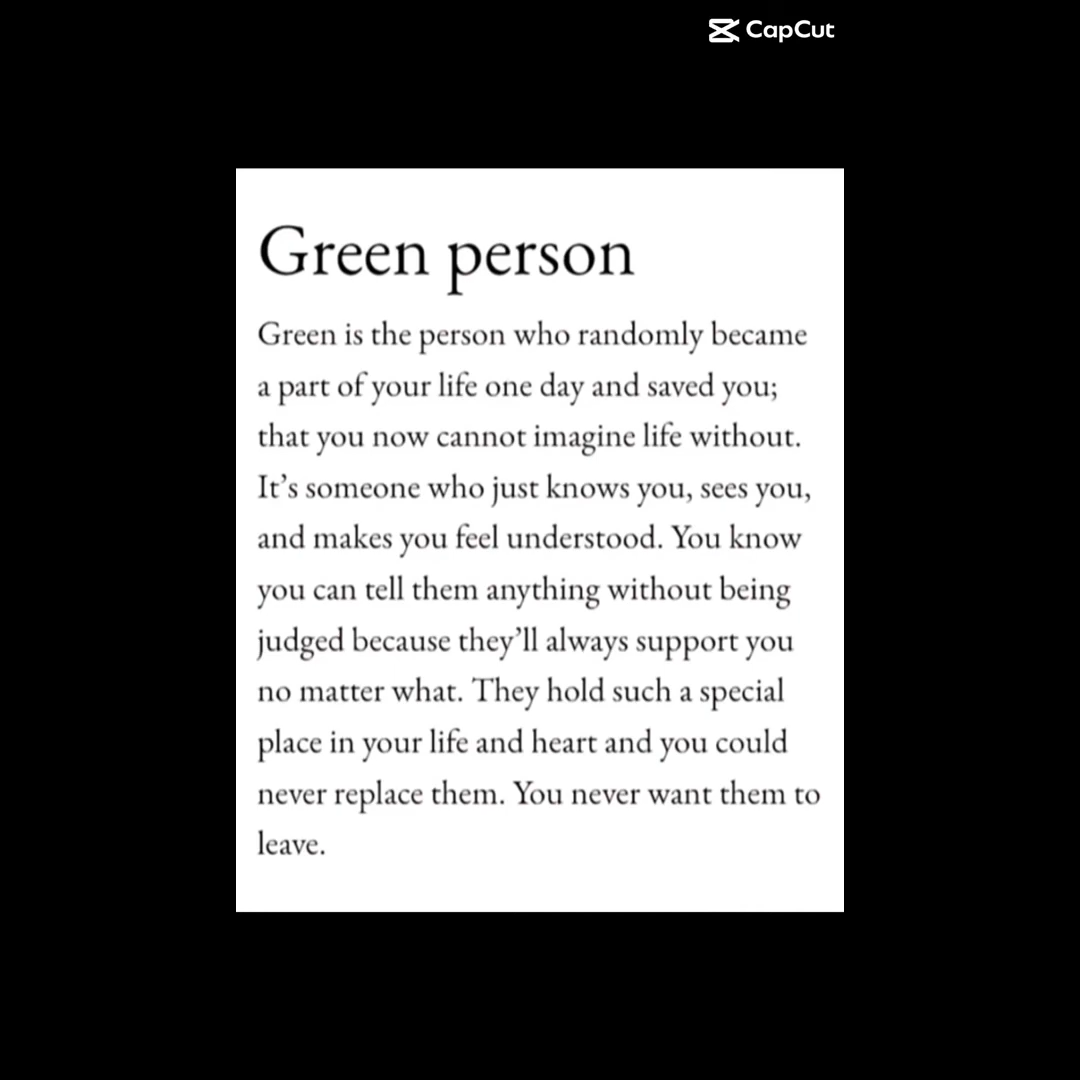 CapCut
Green person
Green is the person who randomly became
a part of your life one day and saved you;
that you now cannot imagine life without.
It’s someone who just knows you, sees you,
and makes you feel understood. You know
you can tell them anything without being
judged because they’ll always support you
no matter what. They hold such a special
place in your life and heart and you could
never replace them. You never want them to
leave.